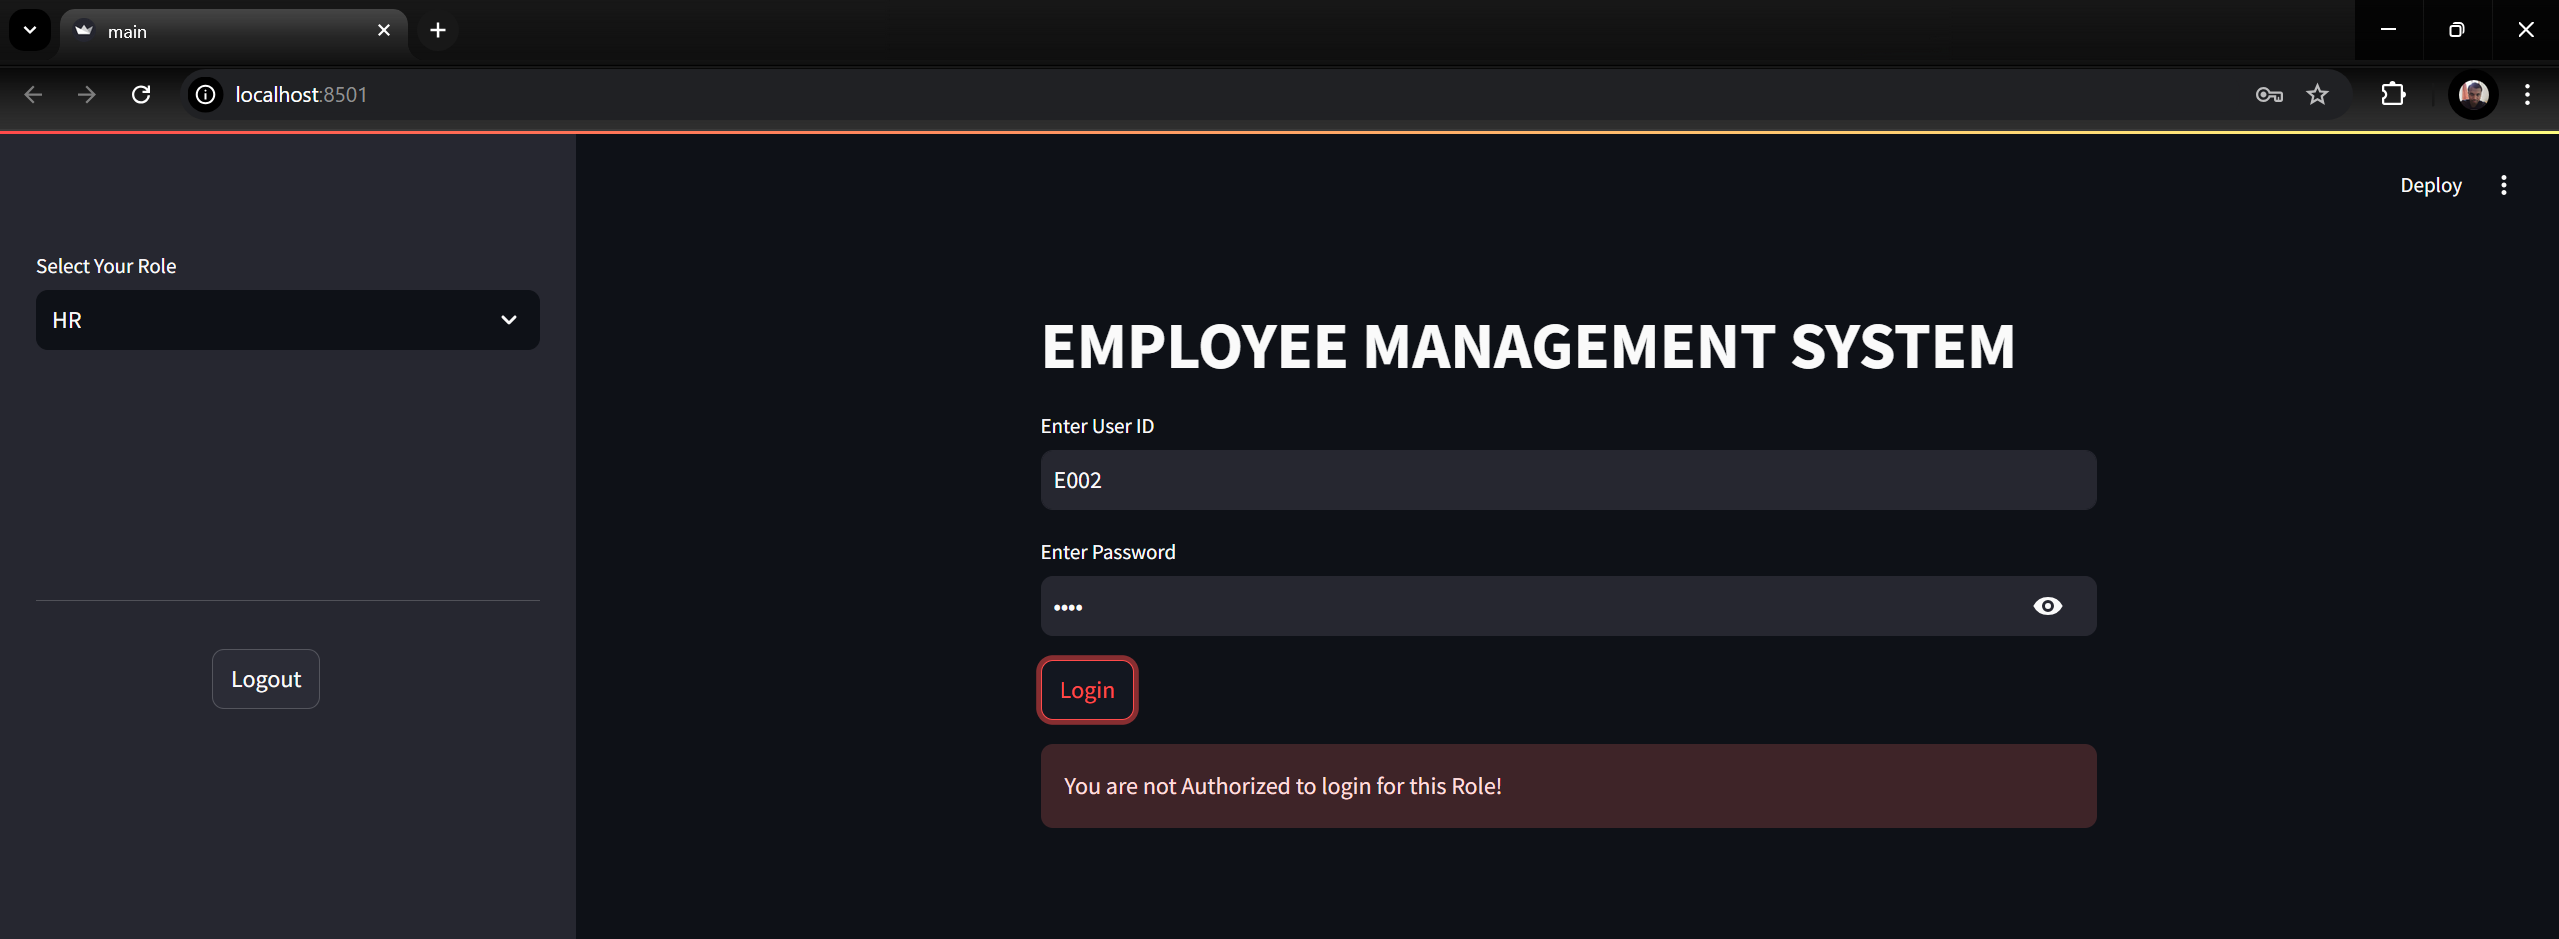 main
localhost:8501
Deploy
Select Your Role
HR
Logout
EMPLOYEE MANAGEMENT SYSTEM
Enter User ID
E002
Enter Password
••••
Login
You are not Authorized to login for this Role!